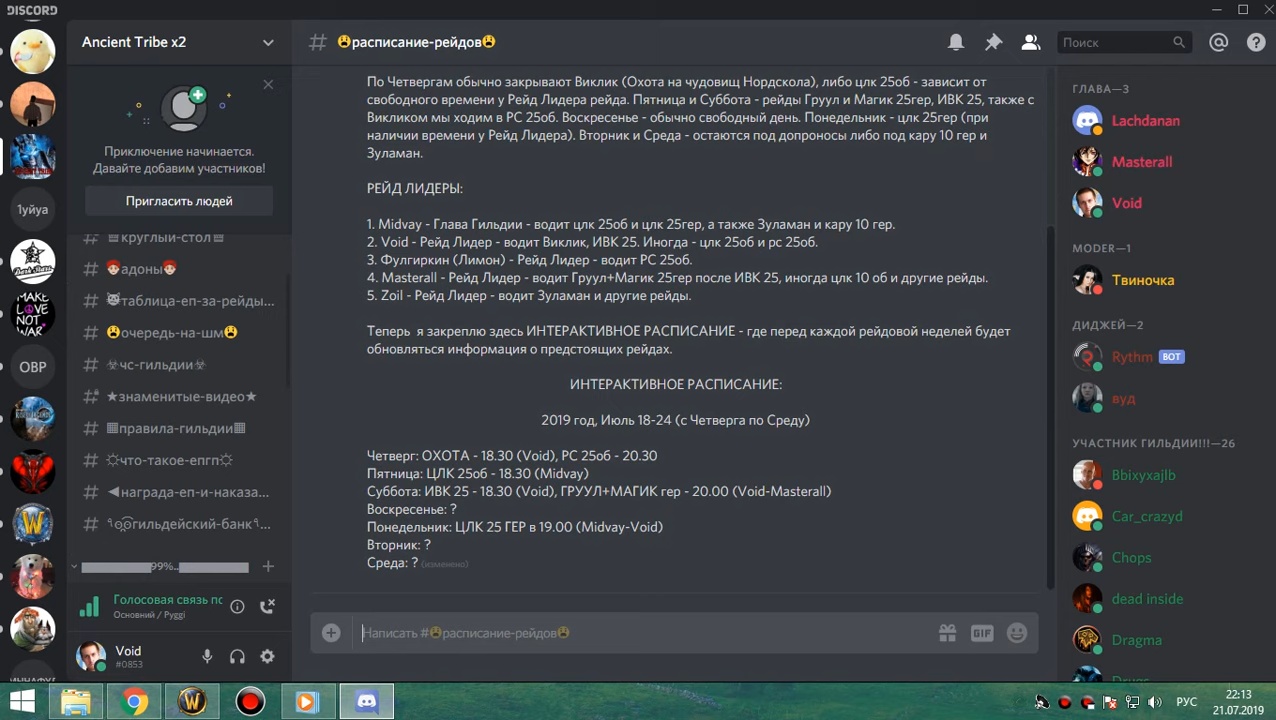 DISCORD
Ancient Tribe x2
Приключение начинается.
Давайте добавим участников!
Пригласить людей
1уйуа
OBP
круглый-стол
адоны
таблица-еп-за-рейды...
очередь-на-шм
чс-гильдии
★знаменитые-видео★
правила-гильдии
что-такое-епгп
награда-еп-и-наказа...
гильдейский-банк
99%..
Голосовая связь по
Основний / Pyggi
Void
#0853
# расписание-рейдов
Поиск
По Четвергам обычно закрывают Виклик (Охота на чудовищ Нордскола), либо цлк 25об - зависит от
свободного времени у Рейд Лидера рейда. Пятница и Суббота - рейды Груул и Магик 25гер, ИВК 25, также с
Викликом мы ходим в РС 25об. Воскресенье - обычно свободный день. Понедельник - цлк 25гер (при
наличии времени у Рейд Лидера). Вторник и Среда - остаются под допроносы либо под кару 10 гер и
Зуламан.
РЕЙД ЛИДЕРЫ:
1. Midvay - Глава Гильдии - водит цлк 25об и цлк 25гер, а также Зуламан и кару 10 гер.
2. Void - Рейд Лидер - водит Виклик, ИВК 25. Иногда - цлк 25об и рс 25об.
3. Фулгиркин (Лимон) - Рейд Лидер - водит РС 25об.
4. Masterall - Рейд Лидер - водит Груул+Магик 25гер после ИВК 25, иногда цлк 10 об и другие рейды.
5. Zoil - Рейд Лидер - водит Зуламан и другие рейды.
Теперь я закреплю здесь ИНТЕРАКТИВНОЕ РАСПИСАНИЕ - где перед каждой рейдовой неделей будет
обновляться информация о предстоящих рейдах.
ИНТЕРАКТИВНОЕ РАСПИСАНИЕ:
2019 год, Июль 18-24 (с Четверга по Среду)
Четверг: ОХОТА - 18.30 (Void), РС 25об - 20.30
Пятница: ЦЛК 25об - 18.30 (Midvay)
Суббота: ИВК 25 - 18.30 (Void), ГРУУЛ+МАГИК гер - 20.00 (Void-Masterall)
Воскресенье: ?
Понедельник: ЦЛК 25 ГЕР в 19.00 (Midvay-Void)
Вторник: ?
Среда: ? (изменено)
Написать #расписание-рейдов
GIF
ГЛАВА—3
Lachdanan
Masterall
Void
MODER—1
Твиночка
ДИДЖЕЙ—2
Rythm BOT
вуд
УЧАСТНИК ГИЛЬДИИ!!!—26
Bbixyxajlb
Car_crazyd
Chops
dead inside
Dragma
РУС
22:13
21.07.2019